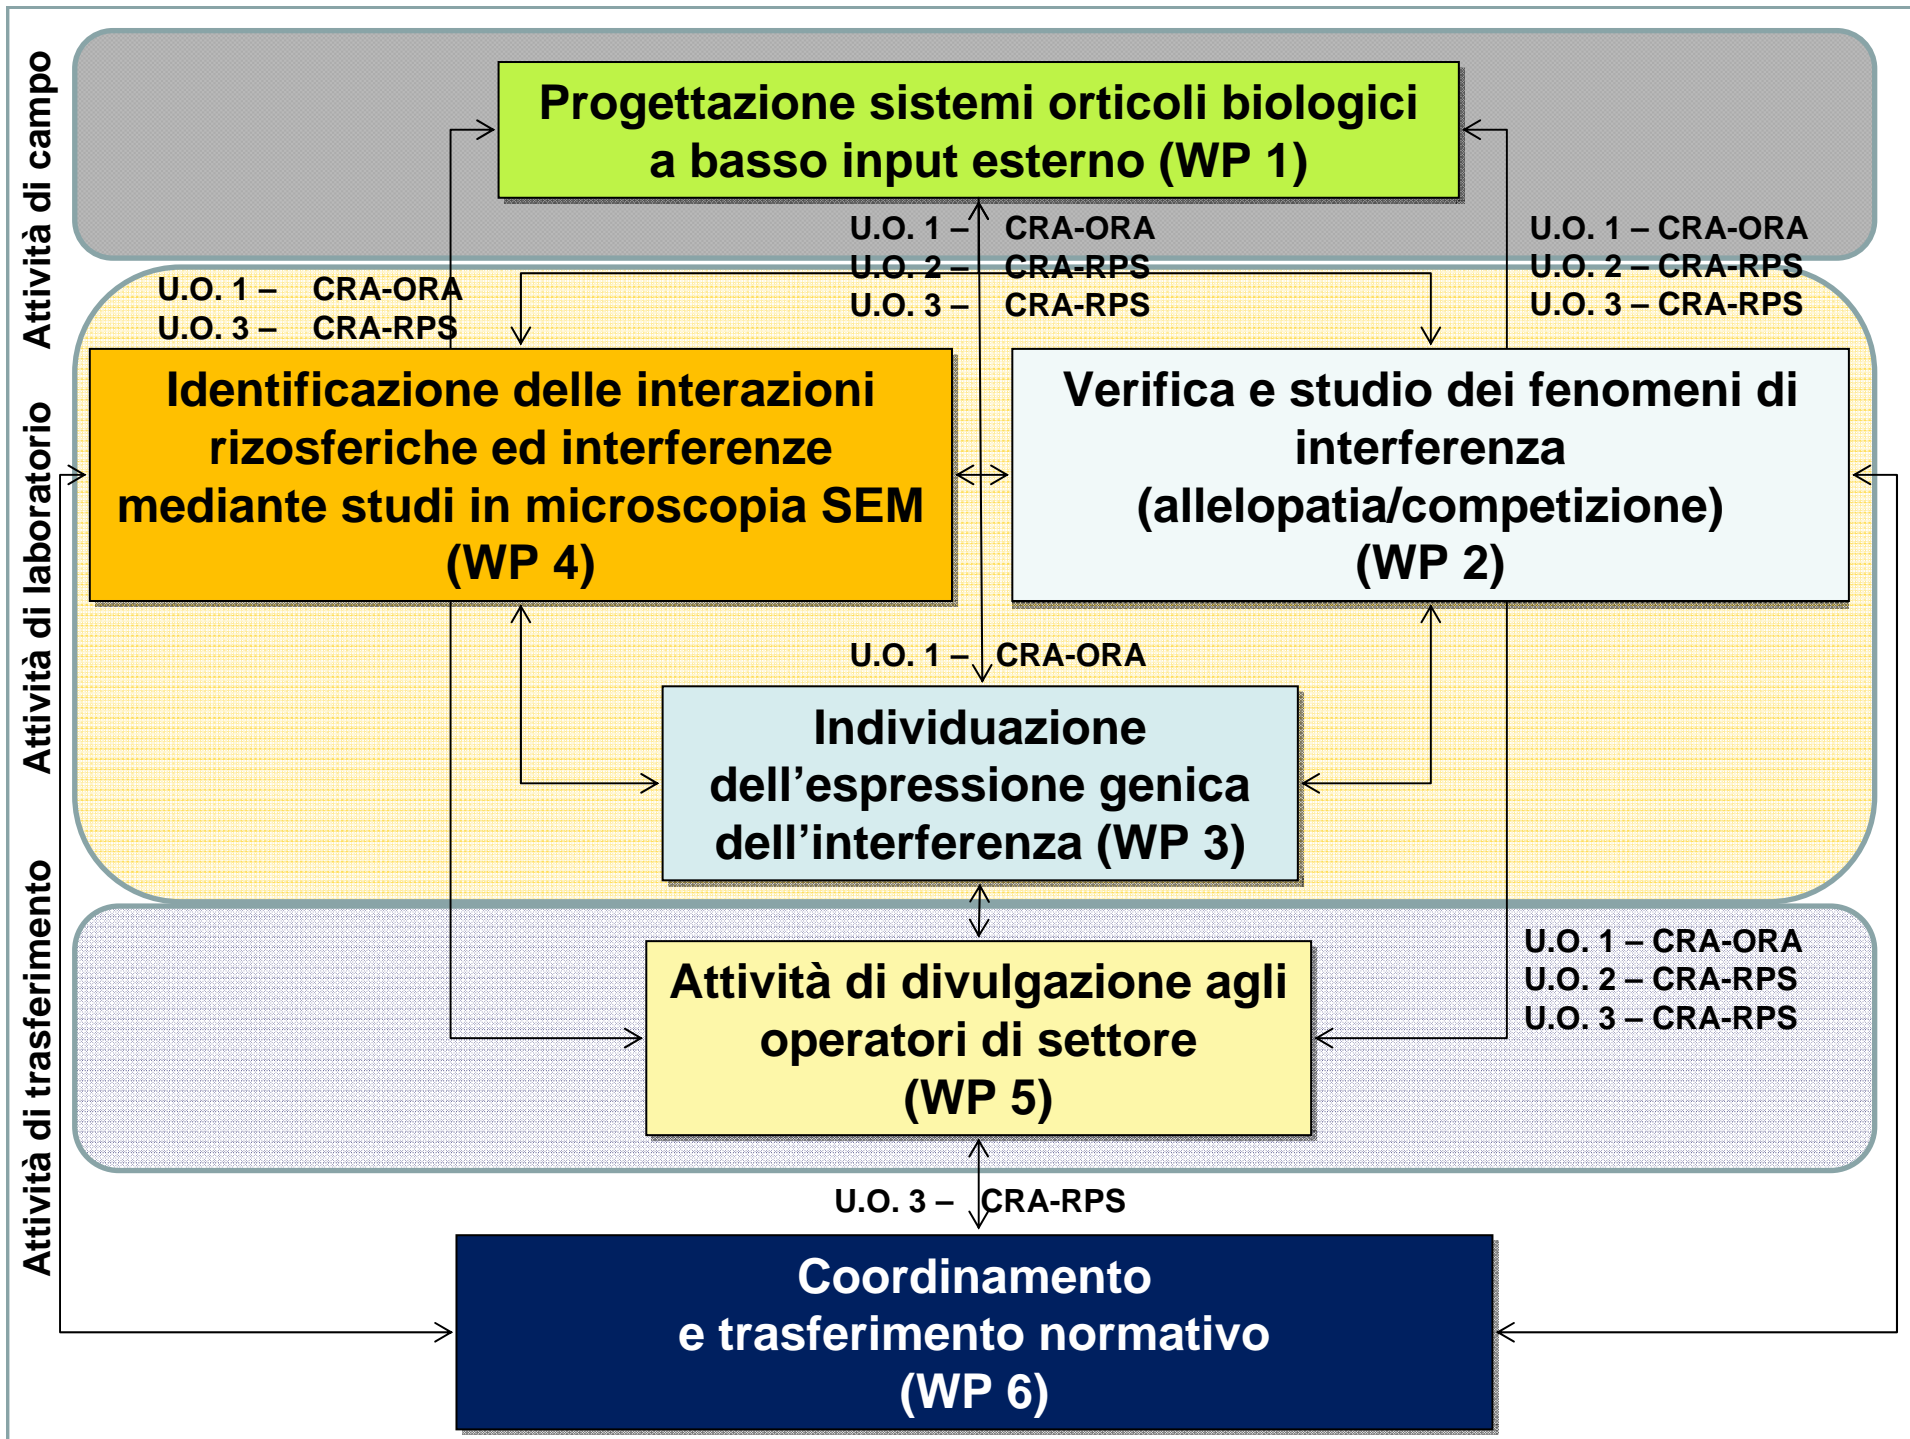 Attività di campo
Progettazione sistemi orticoli biologici
a basso input esterno (WP 1)
U.O. 1 – CRA-ORA
U.O. 2 – CRA-RPS
U.O. 3 – CRA-RPS
U.O. 1 – CRA-ORA
U.O. 2 – CRA-RPS
U.O. 3 – CRA-RPS
U.O. 1 – CRA-ORA
U.O. 3 – CRA-RPS
Attività di laboratorio
Identificazione delle interazioni
rizosferiche ed interferenze
mediante studi in microscopia SEM
(WP 4)
Verifica e studio dei fenomeni di
interferenza
(allelopatia/competizione)
(WP 2)
U.O. 1 – CRA-ORA
Individuazione
dell’espressione genica
dell’interferenza (WP 3)
Attività di trasferimento
Attività di divulgazione agli
operatori di settore
(WP 5)
U.O. 1 – CRA-ORA
U.O. 2 – CRA-RPS
U.O. 3 – CRA-RPS
U.O. 3 – CRA-RPS
Coordinamento
e trasferimento normativo
(WP 6)